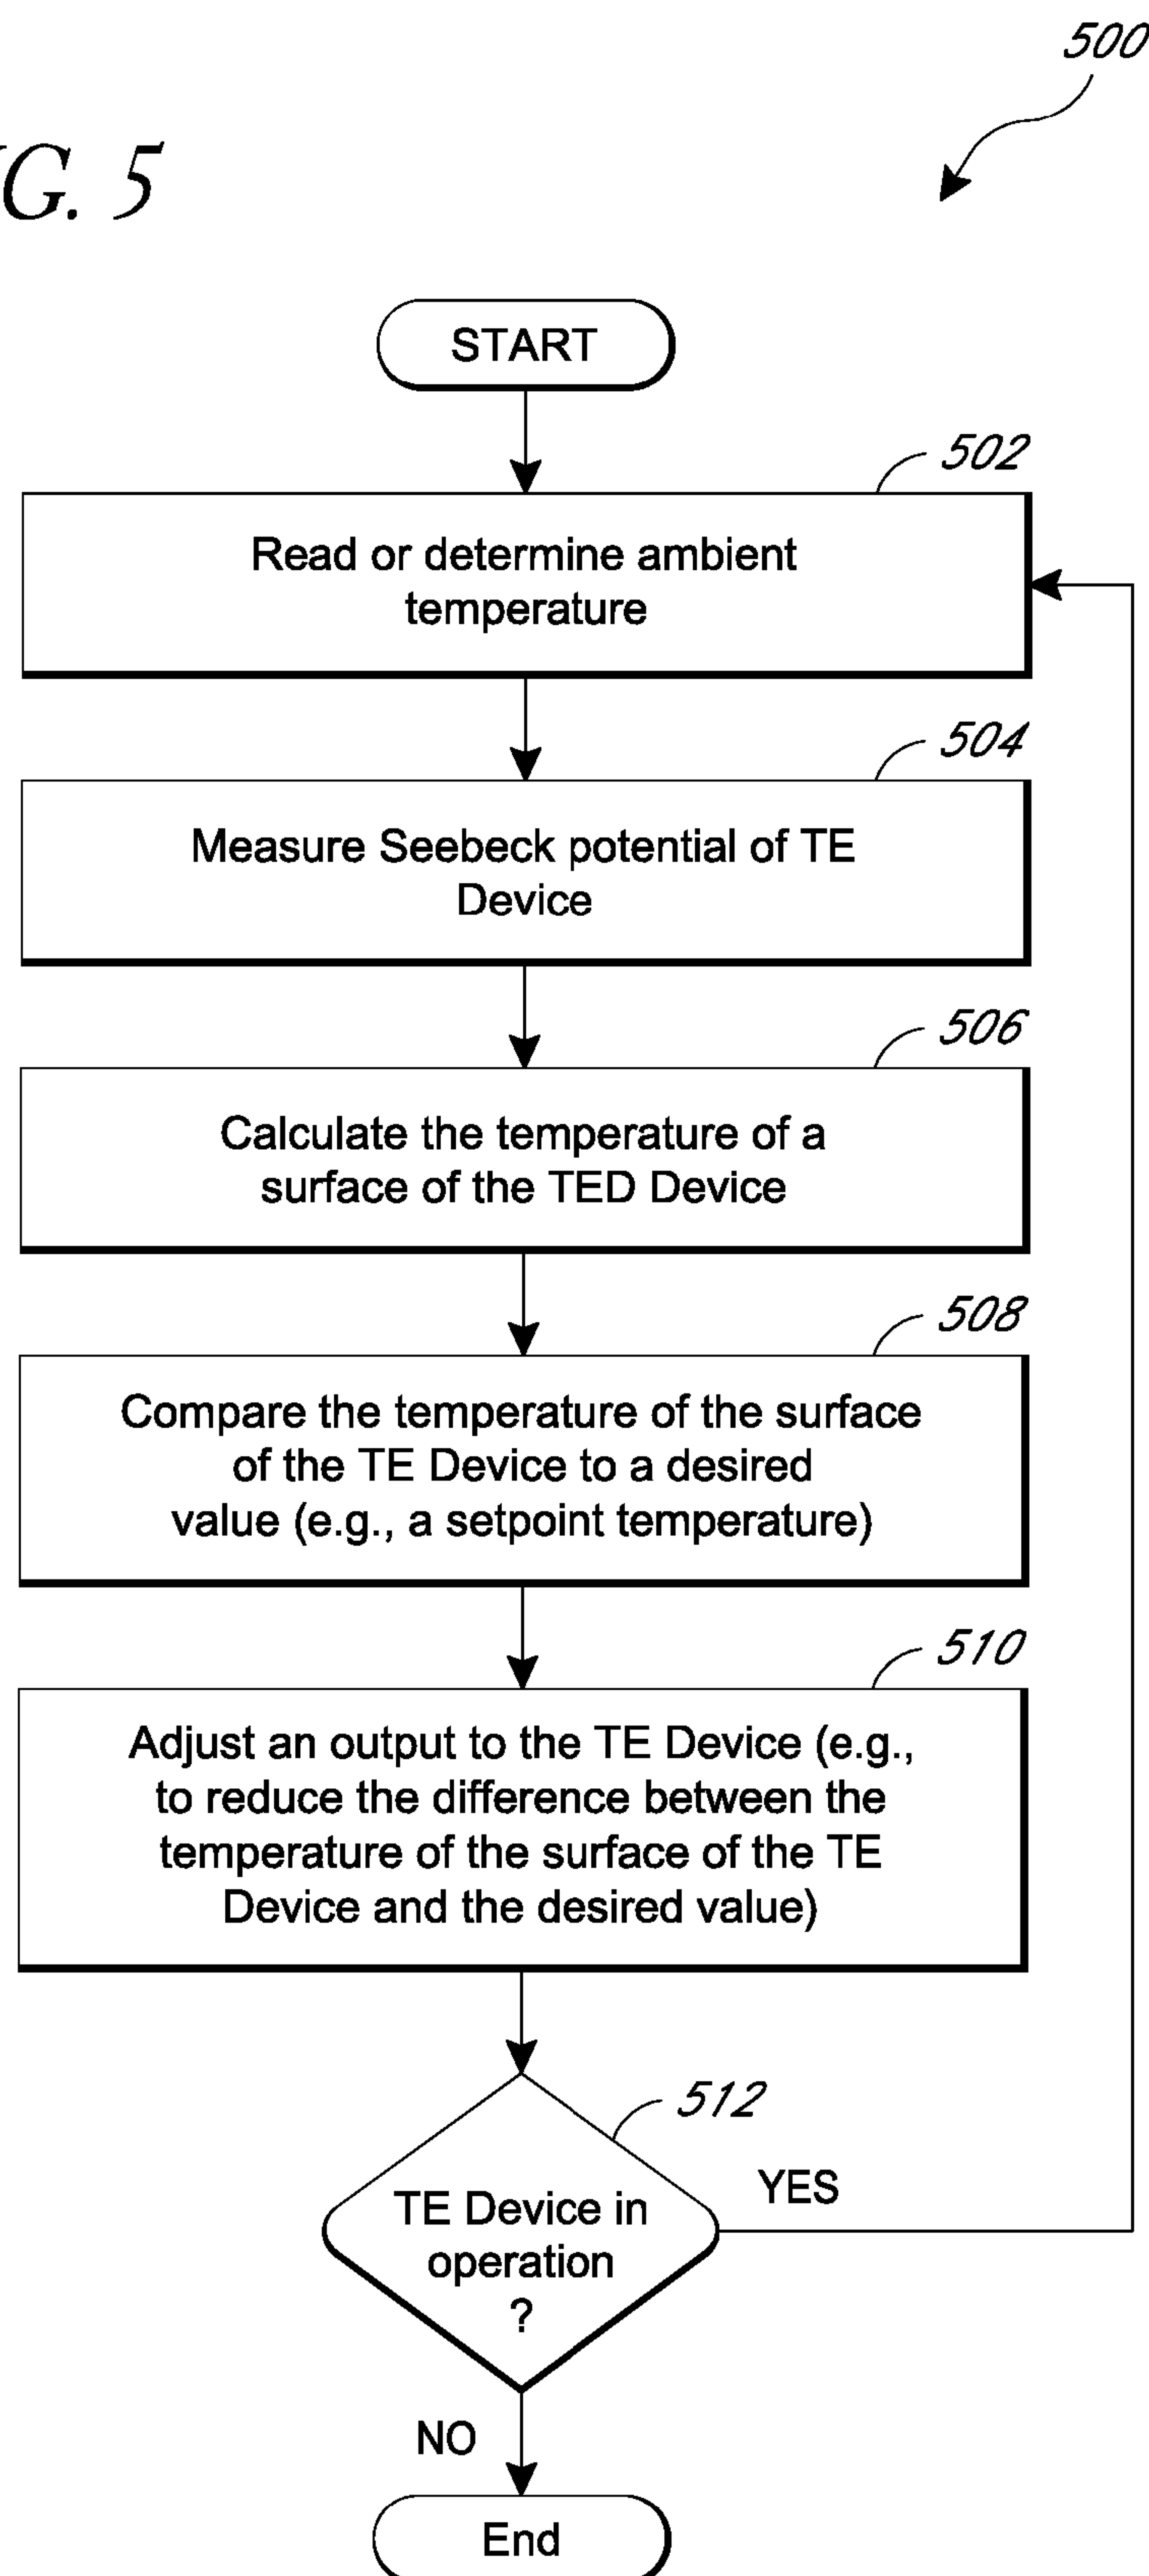 500
G. 5
START
502
Read or determine ambient
temperature
504
Measure Seebeck potential of TE
Device
506
Calculate the temperature of a
surface of the TED Device
508
Compare the temperature of the surface
of the TE Device to a desired
value (e.g., a setpoint temperature)
510
Adjust an output to the TE Device (e.g.,
to reduce the difference between the
temperature of the surface of the TE
Device and the desired value)
512
TE Device in
operation
?
YES
NO
End